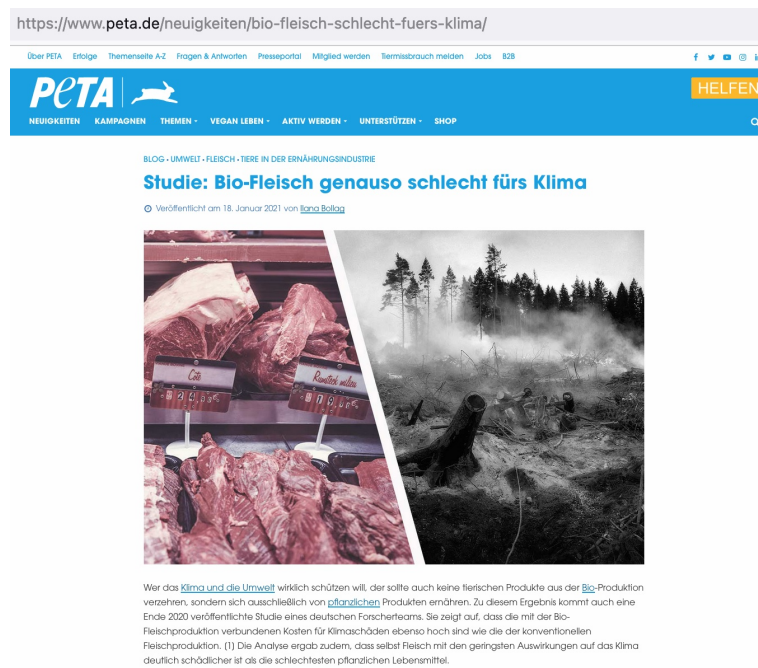 https://www.peta.de/neuigkeiten/bio-fleisch-schlecht-fuers-klima/
Über PETA Erfolge Themenseite A-Z Fragen & Antworten Presseportal Mitglied werden Tiermissbrauch melden Jobs B2B
PETA
HELFEN
NEUIGKEITEN KAMPAGNEN THEMEN VEGAN LEBEN AKTIV WERDEN UNTERSTÜTZEN SHOP
BLOG • UMWELT • FLEISCH • TIERE IN DER ERNÄHRUNGSINDUSTRIE
Studie: Bio-Fleisch genauso schlecht fürs Klima
Veröffentlicht am 18. Januar 2021 von Ilana Bollag
Cote
Rumsteck milieu
Wer das Klima und die Umwelt wirklich schützen will, der sollte auch keine tierischen Produkte aus der Bio-Produktion
verzehren, sondern sich ausschließlich von pflanzlichen Produkten ernähren. Zu diesem Ergebnis kommt auch eine
Ende 2020 veröffentlichte Studie eines deutschen Forscherteams. Sie zeigt auf, dass die mit der Bio-
Fleischproduktion verbundenen Kosten für Klimaschäden ebenso hoch sind wie die der konventionellen
Fleischproduktion. (1) Die Analyse ergab zudem, dass selbst Fleisch mit den geringsten Auswirkungen auf das Klima
deutlich schädlicher ist als die schlechtesten pflanzlichen Lebensmittel.